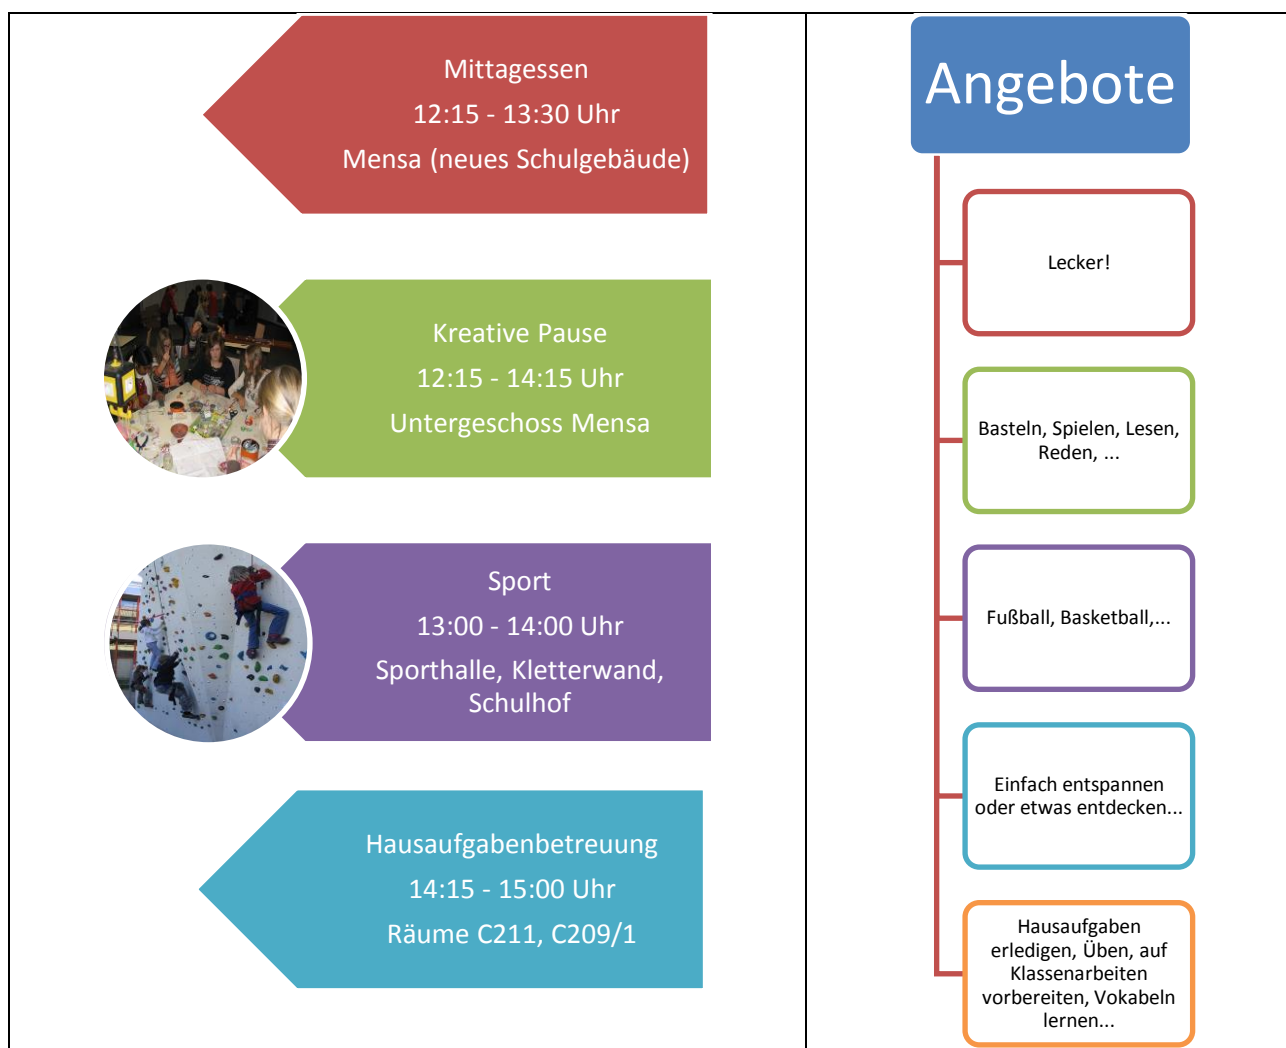 Mittagessen
12:15 - 13:30 Uhr
Mensa (neues Schulgebäude)
Kreative Pause
12:15 - 14:15 Uhr
Untergeschoss Mensa
Sport
13:00 - 14:00 Uhr
Sporthalle, Kletterwand,
Schulhof
Hausaufgabenbetreuung
14:15 - 15:00 Uhr
Räume C211, C209/1
Angebote
Lecker!
Basteln, Spielen, Lesen,
Reden, ...
Fußball, Basketball,...
Einfach entspannen
oder etwas entdecken...
Hausaufgaben
erledigen, Üben, auf
Klassenarbeiten
vorbereiten, Vokabeln
lernen...